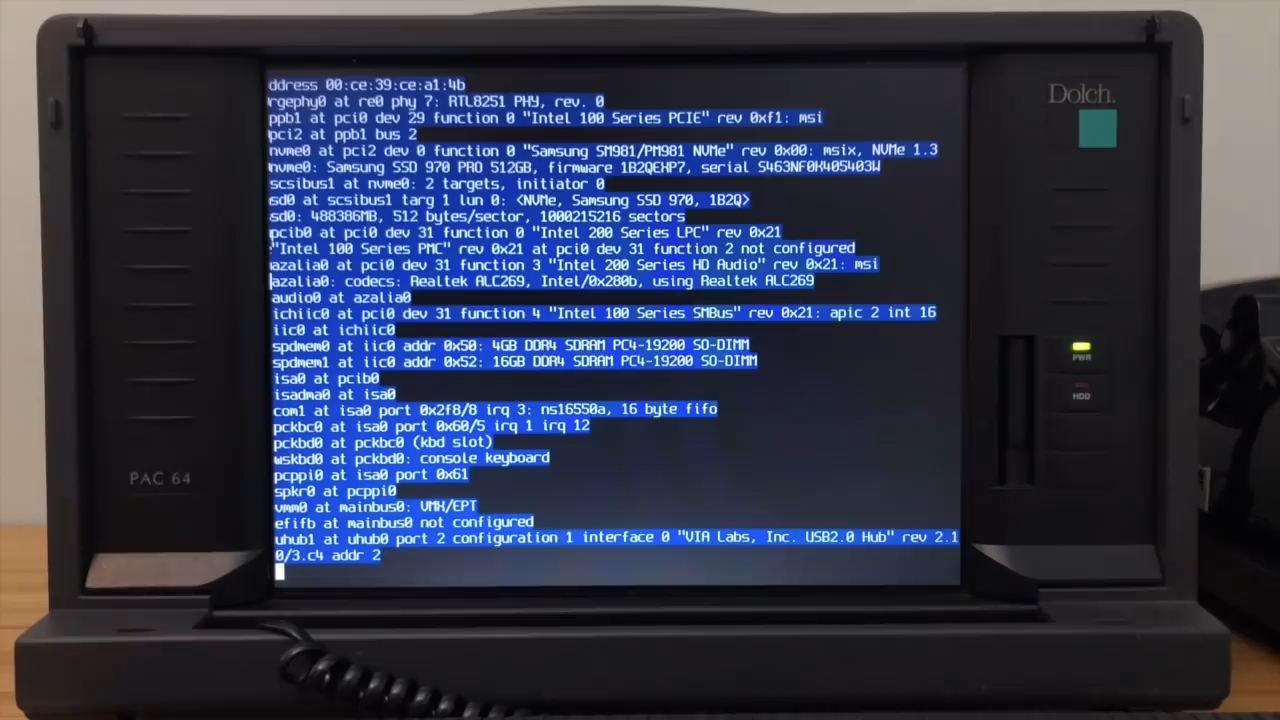 ddress 00:ce:39:ce:a1:4b
rgephy0 at re0 phy 7: RTL8251 PHY, rev. 0
ppb1 at pci0 dev 29 function 0 "Intel 100 Series PCIE" rev 0xf1: msi
pci2 at ppb1 bus 2
nvme0 at pci2 dev 0 function 0 "Samsung SM981/PM981 NVMe" rev 0x00: msix, NVMe 1.3
nvme0: Samsung SSD 970 PRO 512GB, firmware 1B2QEXP7, serial S463NF0K405403W
scsibus1 at nvme0: 2 targets, initiator 0
sd0 at scsibus1 targ 1 lun 0: <NVMe, Samsung SSD 970, 1B2Q>
sd0: 488386MB, 512 bytes/sector, 1000215216 sectors
pcib0 at pci0 dev 31 function 0 "Intel 200 Series LPC" rev 0x21
"Intel 100 Series PMC" rev 0x21 at pci0 dev 31 function 2 not configured
azalia0 at pci0 dev 31 function 3 "Intel 200 Series HD Audio" rev 0x21: msi
azalia0: codecs: Realtek ALC269, Intel/0x280b, using Realtek ALC269
audio0 at azalia0
ichiic0 at pci0 dev 31 function 4 "Intel 100 Series SMBus" rev 0x21: apic 2 int 16
iic0 at ichiic0
spdmem0 at iic0 addr 0x50: 4GB DDR4 SDRAM PC4-19200 SO-DIMM
spdmem1 at iic0 addr 0x52: 16GB DDR4 SDRAM PC4-19200 SO-DIMM
isa0 at pcib0
isadma0 at isa0
com1 at isa0 port 0x2f8/8 irq 3: ns16550a, 16 byte fifo
pckbc0 at isa0 port 0x60/5 irq 1 irq 12
pckbd0 at pckbc0 (kbd slot)
wskbd0 at pckbd0: console keyboard
pcppi0 at isa0 port 0x61
spkr0 at pcppi0
vmm0 at mainbus0: VMX/EPT
efifb at mainbus0 not configured
uhub1 at uhub0 port 2 configuration 1 interface 0 "VIA Labs, Inc. USB2.0 Hub" rev 2.1
0/3.c4 addr 2
Dolch.
PWR
HDD
PAC 64